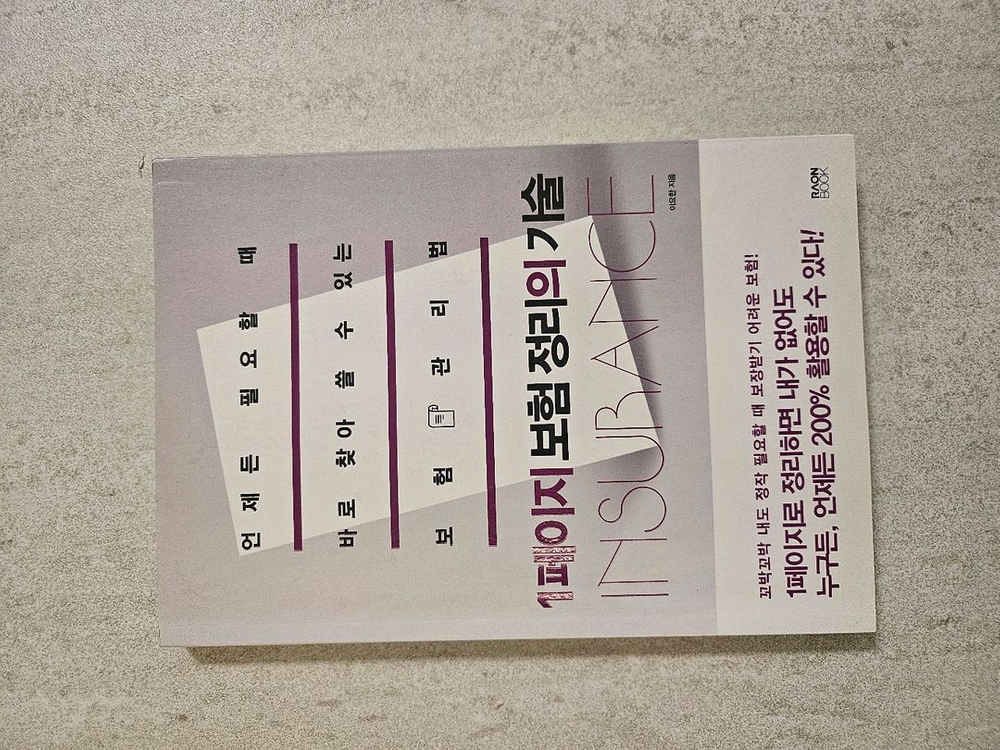 언제든 필요할 때
바로 찾아 쓸 수 있는
보험 관리법
1페이지 보험 정리의 기술
INSURANCE
이요한 지음
꼬박꼬박 내도 정작 필요할 때 보장받기 어려운 보험!
1페이지로 정리하면 내가 없어도
누구든, 언제든 200% 활용할 수 있다!
RAON
BOOK